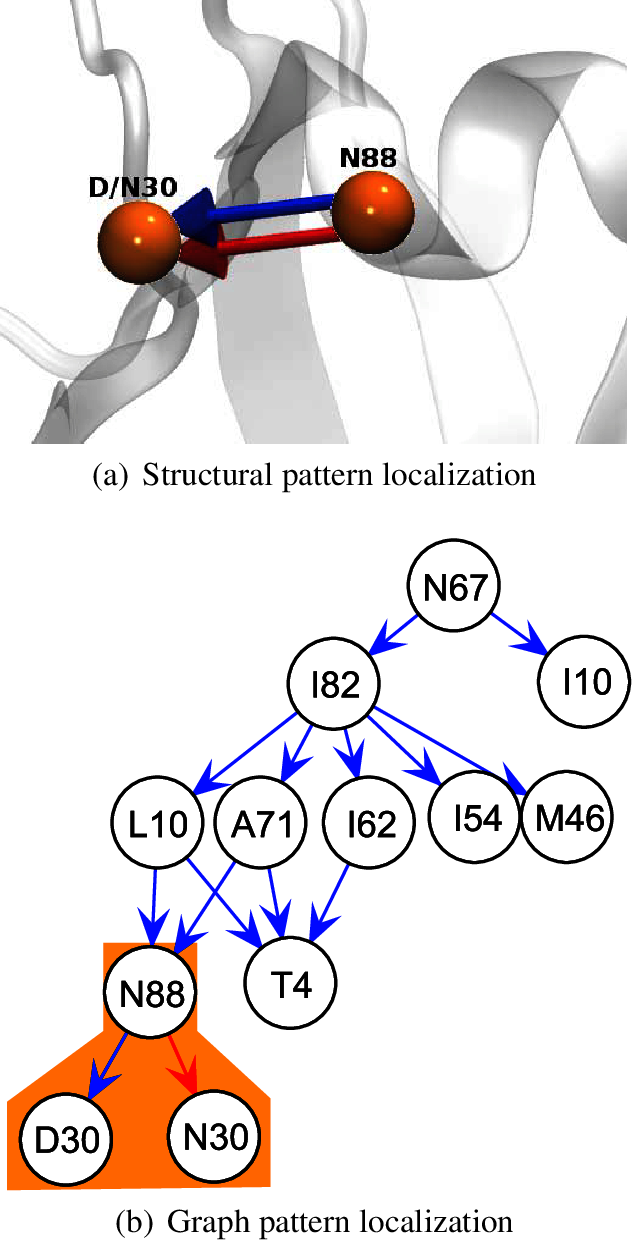 N88
D/N30
(a) Structural pattern localization
N67
I82
I10
L10
A71
I62
I54
M46
N88
T4
D30
N30
(b) Graph pattern localization